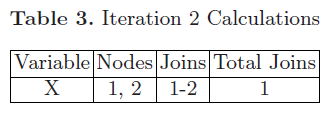 Table 3. Iteration 2 Calculations
Variable Nodes Joins Total Joins
X 1, 2 1-2 1